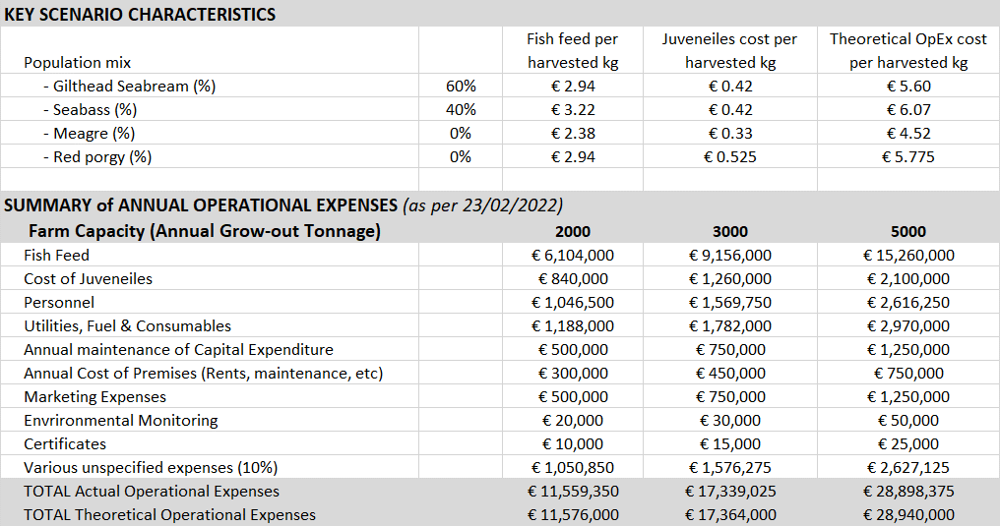 KEY SCENARIO CHARACTERISTICS
Population mix Fish feed per harvested kg Juveneiles cost per harvested kg Theoretical OpEx cost per harvested kg
- Gilthead Seabream (%) 60% € 2.94 € 0.42 € 5.60
- Seabass (%) 40% € 3.22 € 0.42 € 6.07
- Meagre (%) 0% € 2.38 € 0.33 € 4.52
- Red porgy (%) 0% € 2.94 € 0.525 € 5.775
SUMMARY of ANNUAL OPERATIONAL EXPENSES (as per 23/02/2022)
Farm Capacity (Annual Grow-out Tonnage) 2000 3000 5000
Fish Feed € 6,104,000 € 9,156,000 € 15,260,000
Cost of Juveneiles € 840,000 € 1,260,000 € 2,100,000
Personnel € 1,046,500 € 1,569,750 € 2,616,250
Utilities, Fuel & Consumables € 1,188,000 € 1,782,000 € 2,970,000
Annual maintenance of Capital Expenditure € 500,000 € 750,000 € 1,250,000
Annual Cost of Premises (Rents, maintenance, etc) € 300,000 € 450,000 € 750,000
Marketing Expenses € 500,000 € 750,000 € 1,250,000
Envrironmental Monitoring € 20,000 € 30,000 € 50,000
Certificates € 10,000 € 15,000 € 25,000
Various unspecified expenses (10%) € 1,050,850 € 1,576,275 € 2,627,125
TOTAL Actual Operational Expenses € 11,559,350 € 17,339,025 € 28,898,375
TOTAL Theoretical Operational Expenses € 11,576,000 € 17,364,000 € 28,940,000